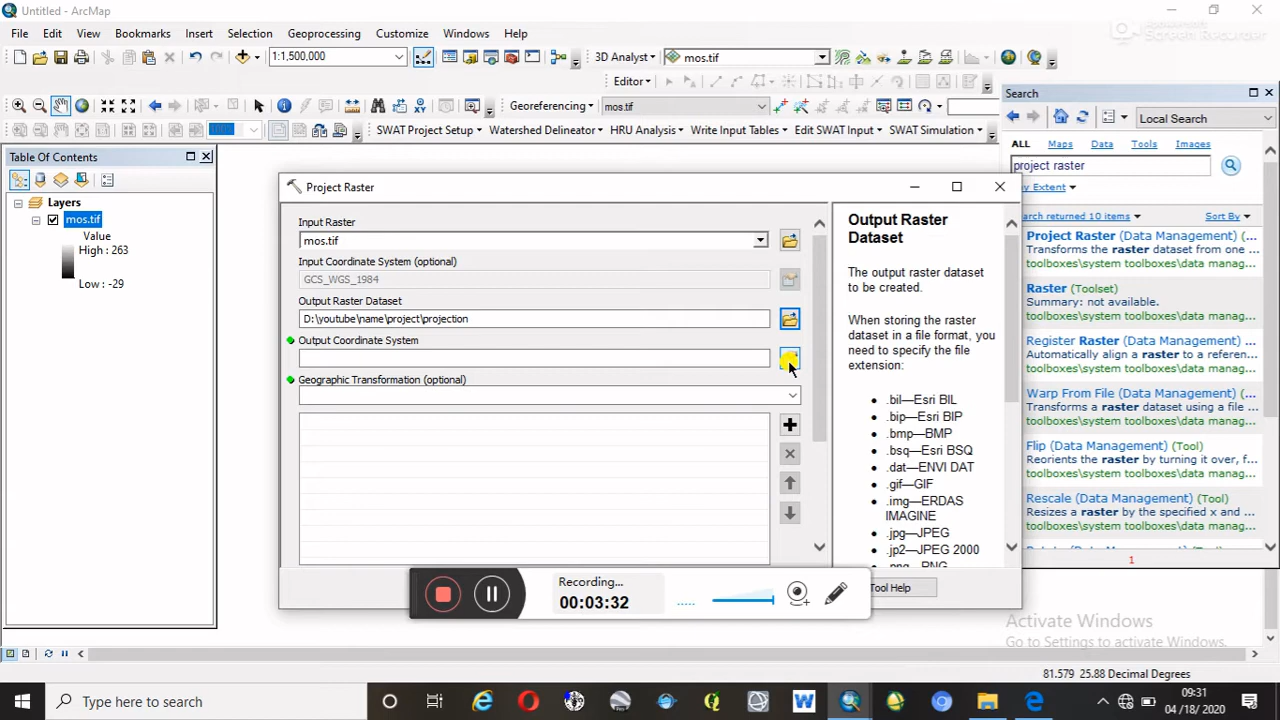 Untitled - ArcMap
File Edit View Bookmarks Insert Selection Geoprocessing Customize Windows Help
Screen Recorder
1:1,500,000
3D Analyst
mos.tif
Editor
Georeferencing
mos.tif
SWAT Project Setup Watershed Delineator HRU Analysis Write Input Tables Edit SWAT Input SWAT Simulation
Table Of Contents
Layers
mos.tif
Value
High : 263
Low : -29
Project Raster
Input Raster
mos.tif
Input Coordinate System (optional)
GCS_WGS_1984
Output Raster Dataset
D:\youtube\name\project\projection
Output Coordinate System
Geographic Transformation (optional)
Output Raster
Dataset
The output raster dataset
to be created.
When storing the raster
dataset in a file format, you
need to specify the file
extension:
.bil—Esri BIL
.bip—Esri BIP
.bmp—BMP
.bsq—Esri BSQ
.dat—ENVI DAT
.gif—GIF
.img—ERDAS
IMAGINE
.jpg—JPEG
.jp2—JPEG 2000
.png—PNG
Tool Help
Recording...
00:03:32
Search
Local Search
ALL Maps Data Tools Images
project raster
y Extent
arch returned 10 items Sort By
Project Raster (Data Management) (...
Transforms the raster dataset from one ...
toolboxes\system toolboxes\data manag...
Raster (Toolset)
Summary: not available.
toolboxes\system toolboxes\data manag...
Register Raster (Data Management) (...
Automatically align a raster to a referen...
toolboxes\system toolboxes\data manag...
Warp From File (Data Management) (...
Transforms a raster dataset using a file ...
toolboxes\system toolboxes\data manag...
Flip (Data Management) (Tool)
Reorients the raster by turning it over, f...
toolboxes\system toolboxes\data manag...
Rescale (Data Management) (Tool)
Resizes a raster by the specified x and ...
toolboxes\system toolboxes\data manag...
1
Activate Windows
Go to Settings to activate Windows.
81.579 25.88 Decimal Degrees
Type here to search
09:31
04 /18/ 2020